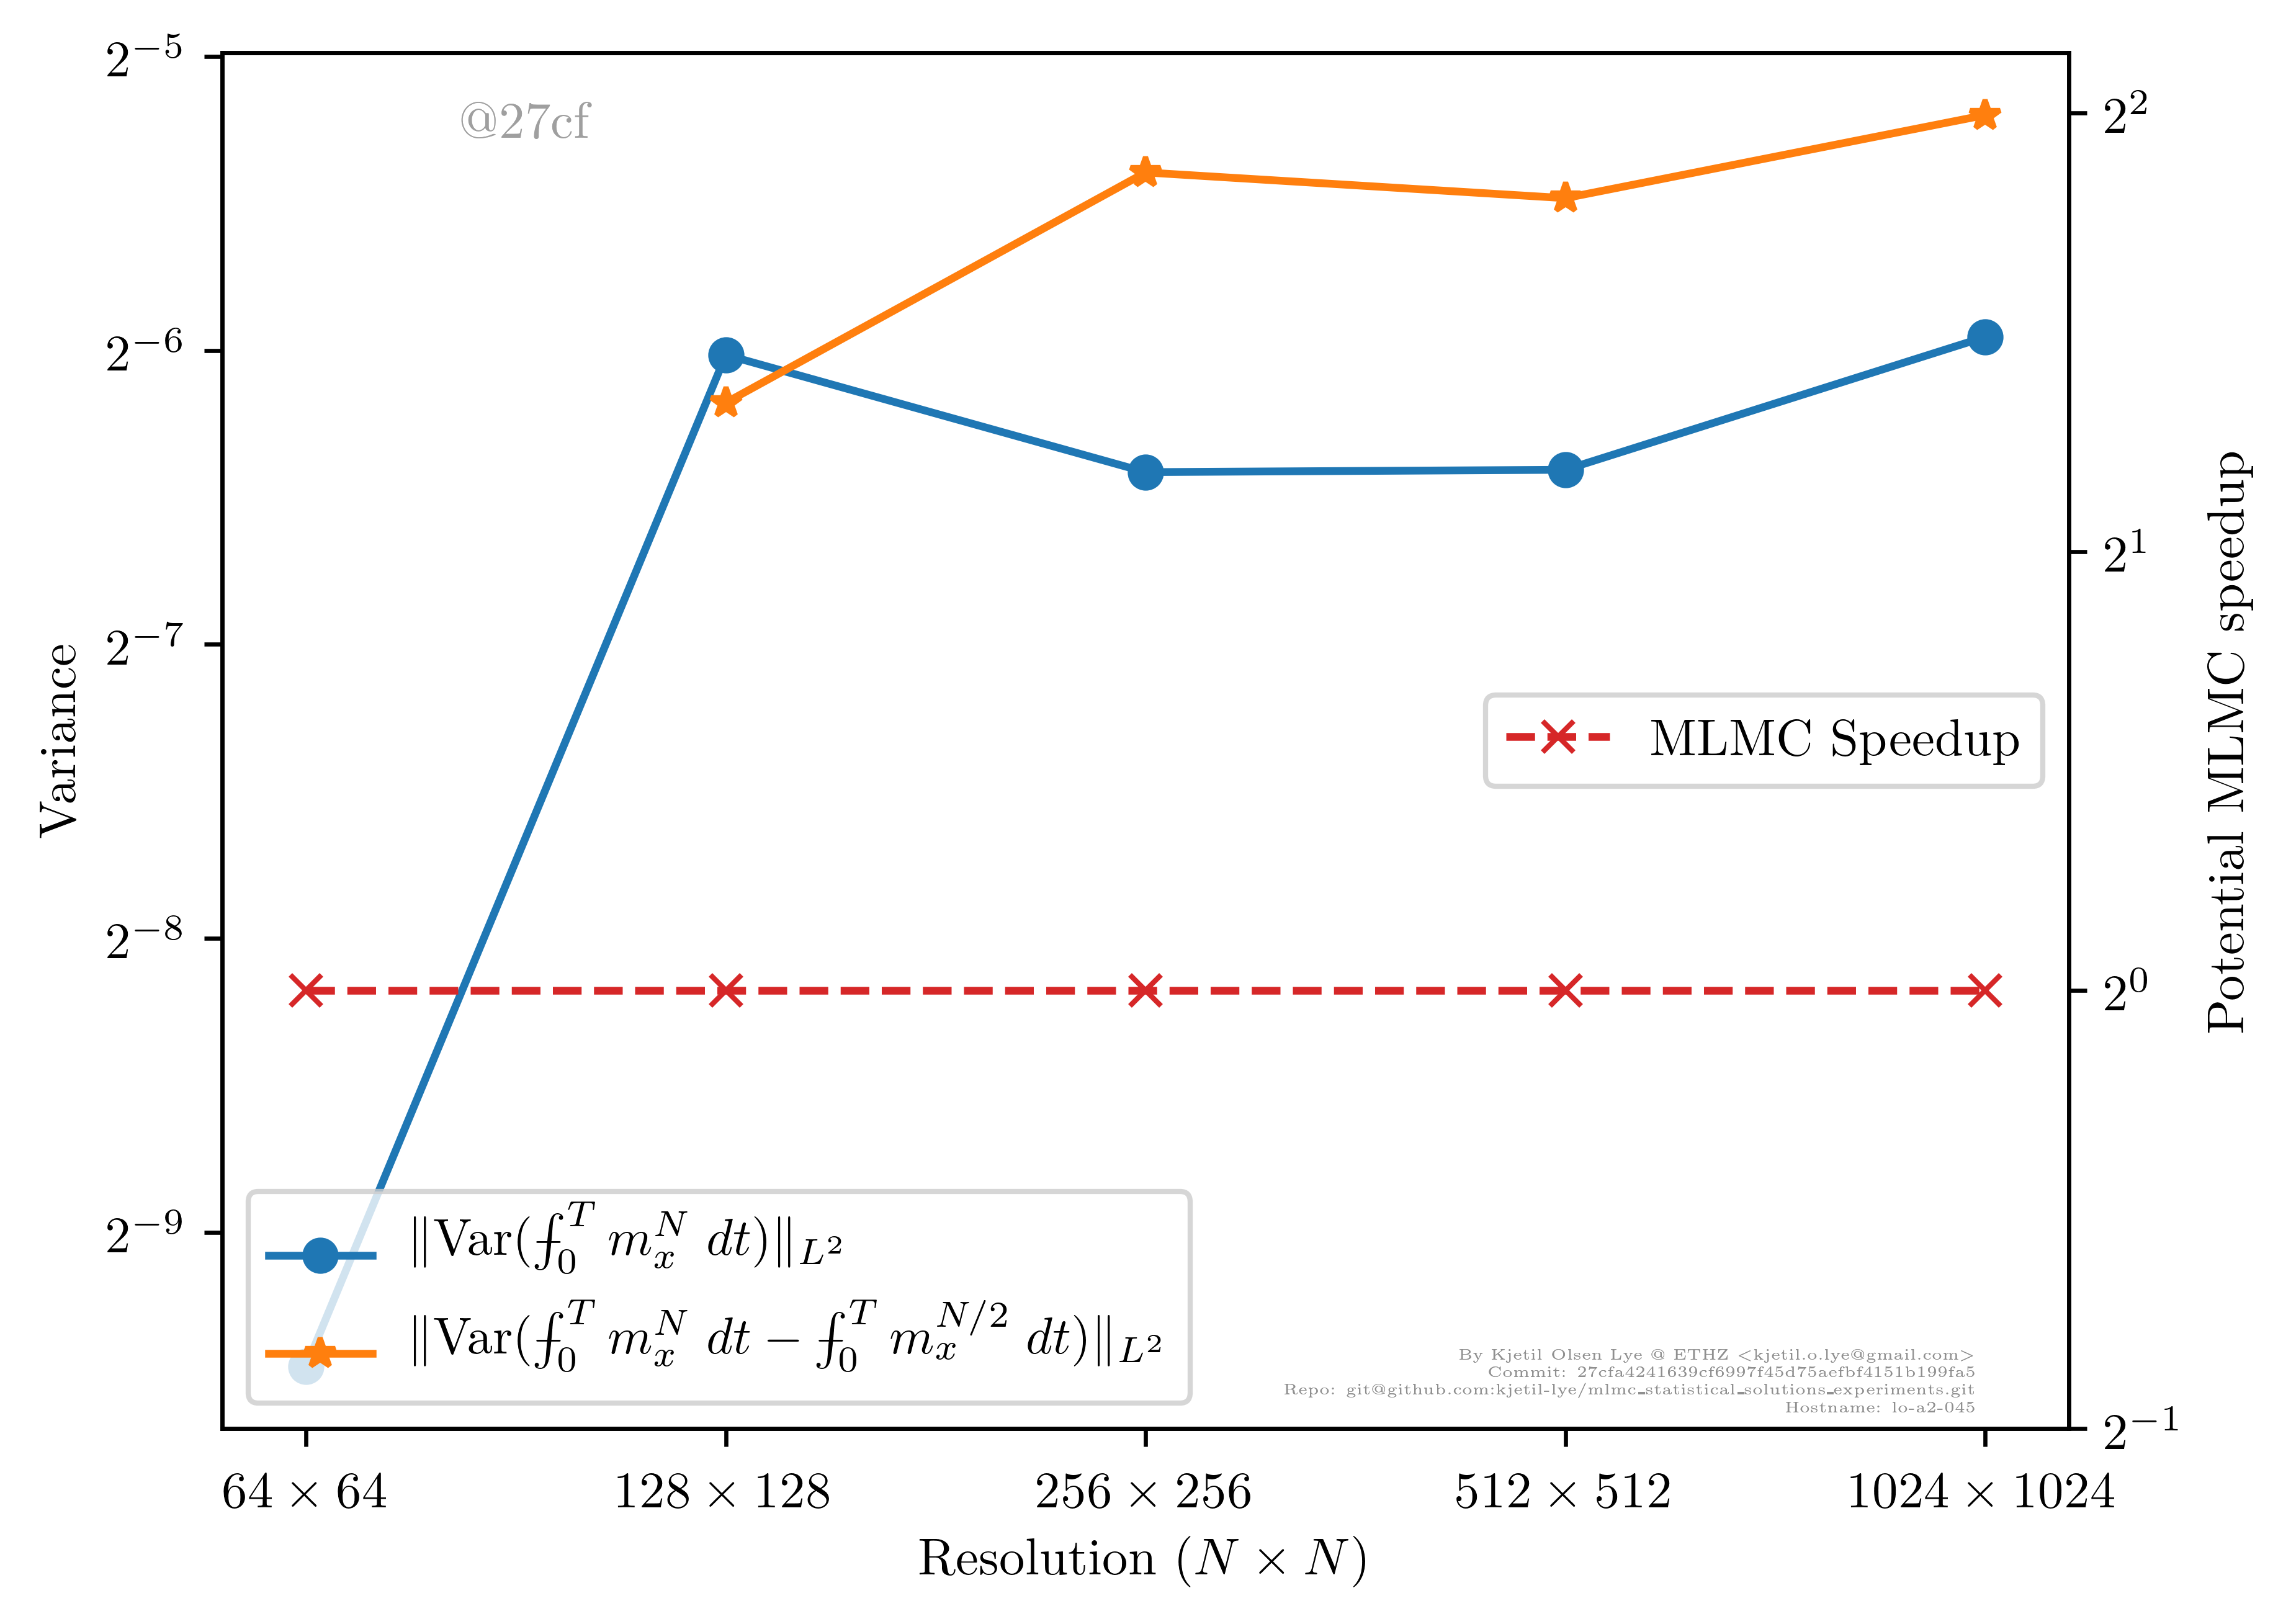 @27cf
2^{-5}
2^{-6}
2^{-7}
2^{-8}
2^{-9}
Variance
2^2
2^1
2^0
2^{-1}
Potential MLMC speedup
MLMC Speedup
‖Var(⨍_0^T m_x^N dt)‖_{L^2}
‖Var(⨍_0^T m_x^N dt − ⨍_0^T m_x^{N/2} dt)‖_{L^2}
By Kjetil Olsen Lye @ ETHZ <kjetil.o.lye@gmail.com>
Commit: 27cfa4241639cf6997f45d75aefbf4151b199fa5
Repo: git@github.com:kjetil-lye/mlmc_statistical_solutions_experiments.git
Hostname: lo-a2-045
64 × 64
128 × 128
256 × 256
512 × 512
1024 × 1024
Resolution (N × N)